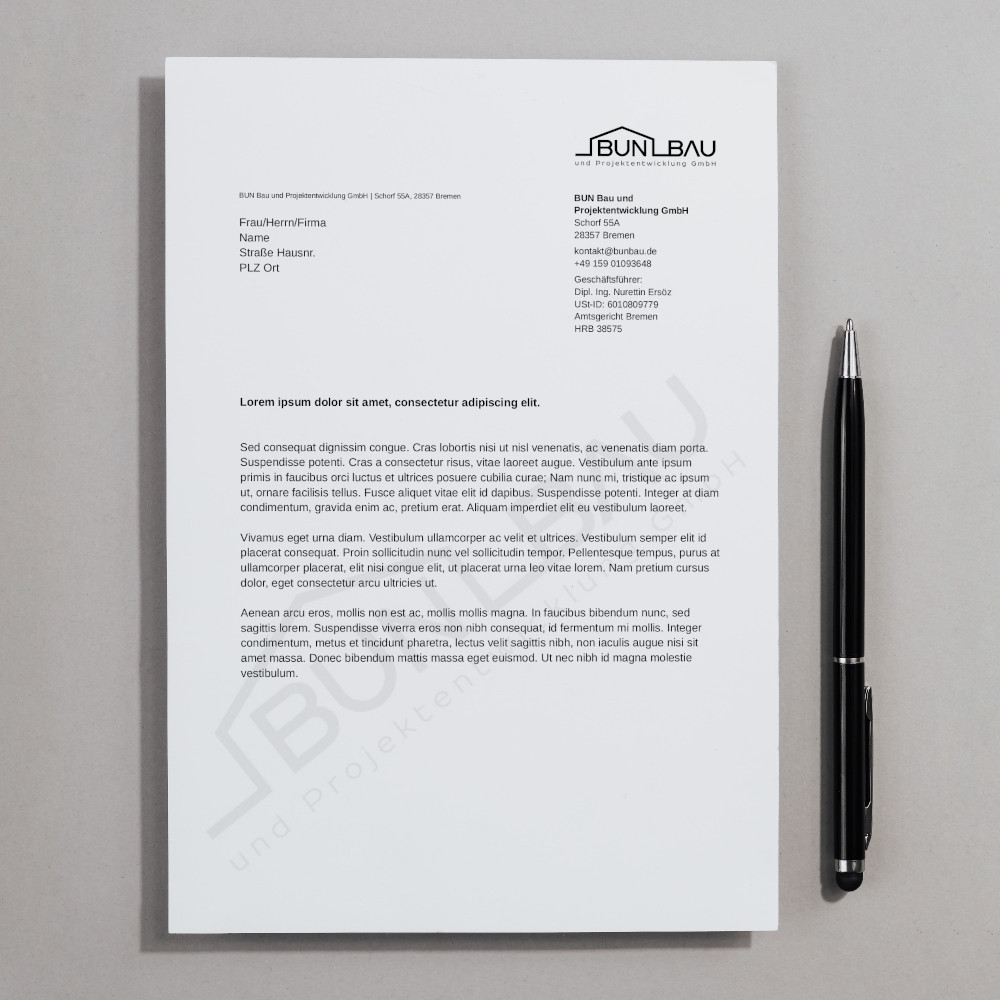 BUN BAU
und Projektentwicklung GmbH
BUN Bau und Projektentwicklung GmbH | Schorf 55A, 28357 Bremen
Frau/Herrn/Firma
Name
Straße Hausnr.
PLZ Ort
BUN Bau und
Projektentwicklung GmbH
Schorf 55A
28357 Bremen
kontakt@bunbau.de
+49 159 01093648
Geschäftsführer:
Dipl. Ing. Nurettin Ersöz
USt-ID: 6010809779
Amtsgericht Bremen
HRB 38575
Lorem ipsum dolor sit amet, consectetur adipiscing elit.
Sed consequat dignissim congue. Cras lobortis nisi ut nisl venenatis, ac venenatis diam porta.
Suspendisse potenti. Cras a consectetur risus, vitae laoreet augue. Vestibulum ante ipsum
primis in faucibus orci luctus et ultrices posuere cubilia curae; Nam nunc mi, tristique ac ipsum
ut, ornare facilisis tellus. Fusce aliquet vitae elit id dapibus. Suspendisse potenti. Integer at diam
condimentum, gravida enim ac, pretium erat. Aliquam imperdiet elit eu vestibulum laoreet.
Vivamus eget urna diam. Vestibulum ullamcorper ac velit et ultrices. Vestibulum semper elit id
placerat consequat. Proin sollicitudin nunc vel sollicitudin tempor. Pellentesque tempus, purus at
ullamcorper placerat, elit nisi congue elit, ut placerat urna leo vitae lorem. Nam pretium cursus
dolor, eget consectetur arcu ultricies ut.
Aenean arcu eros, mollis non est ac, mollis mollis magna. In faucibus bibendum nunc, sed
sagittis lorem. Suspendisse viverra eros non nibh consequat, id fermentum mi mollis. Integer
condimentum, metus et tincidunt pharetra, lectus velit sagittis nibh, non iaculis augue nisi sit
amet massa. Donec bibendum mattis massa eget euismod. Ut nec nibh id magna molestie
vestibulum.
BUN BAU
und Projektentwicklung GmbH